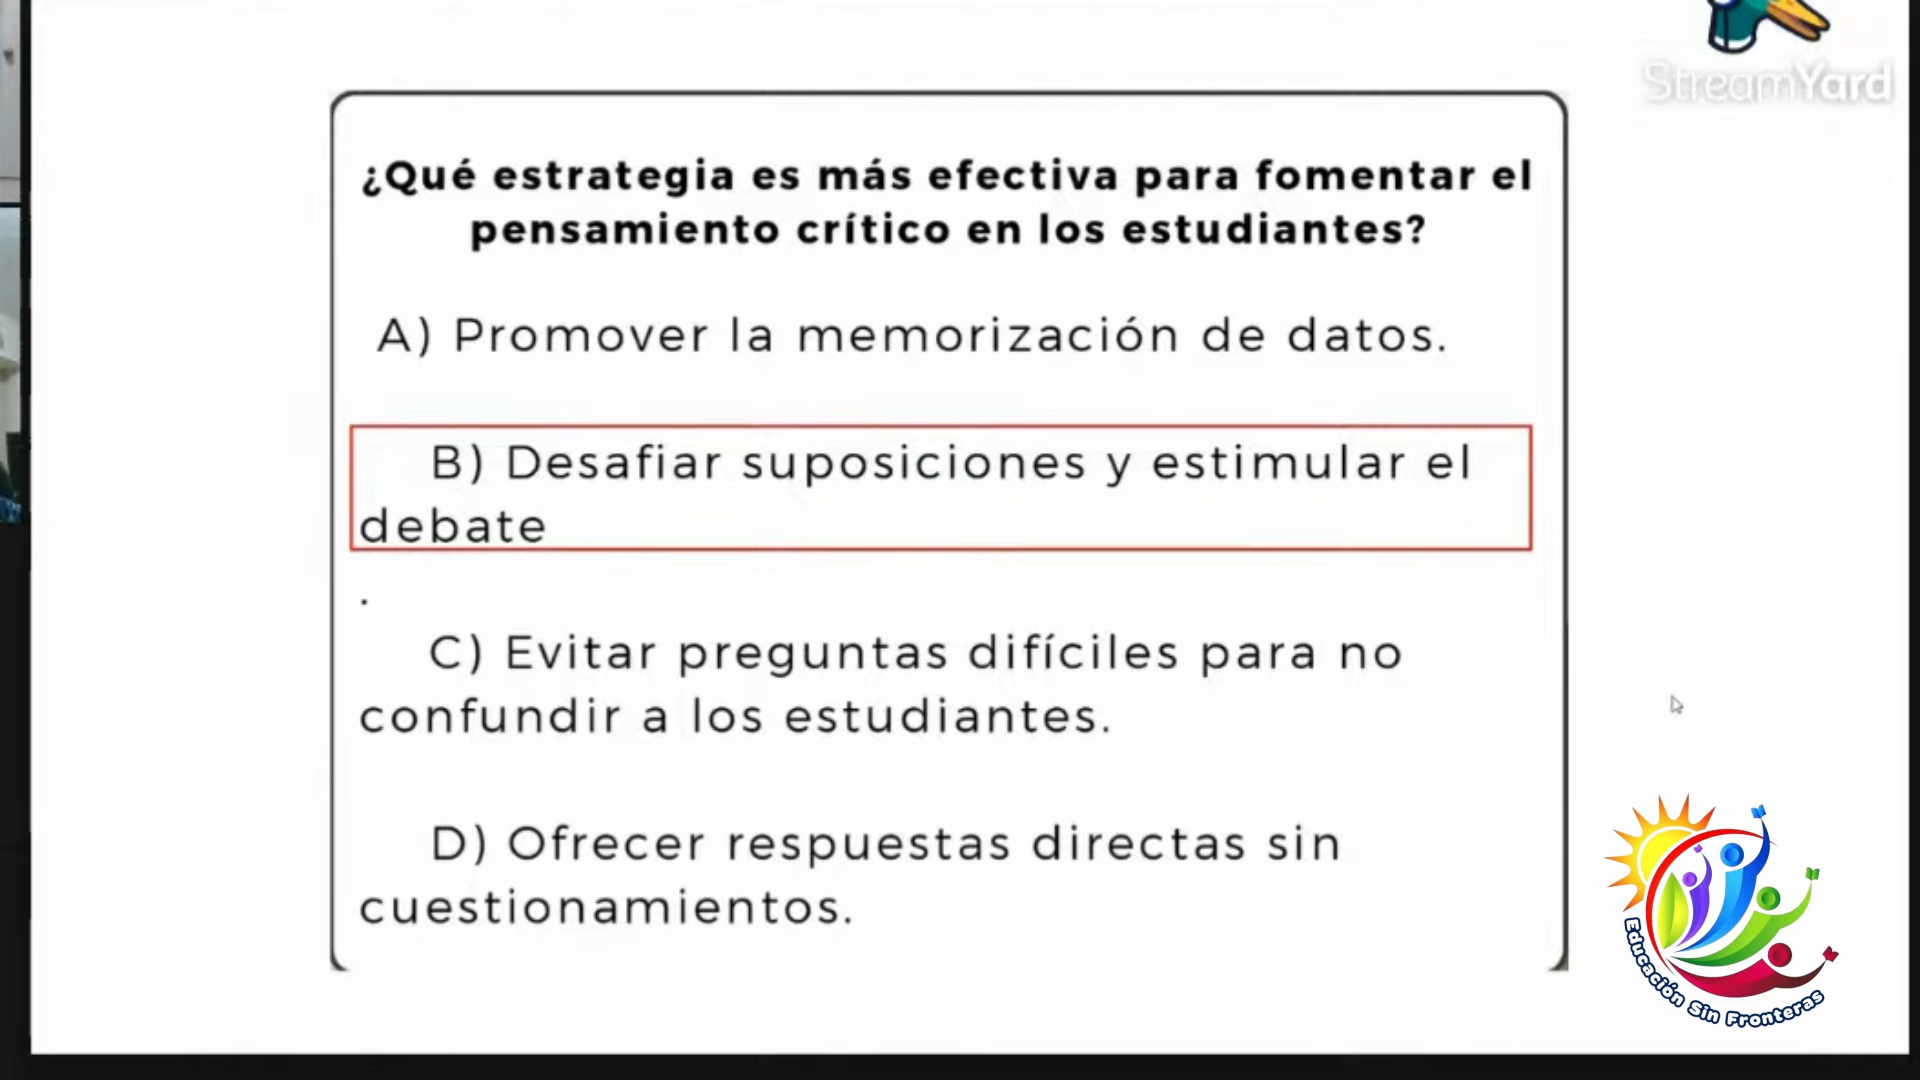 StreamYard
¿Qué estrategia es más efectiva para fomentar el
pensamiento crítico en los estudiantes?
A) Promover la memorización de datos.
B) Desafiar suposiciones y estimular el
debate
.
C) Evitar preguntas difíciles para no
confundir a los estudiantes.
D) Ofrecer respuestas directas sin
cuestionamientos.
Educación Sin Fronteras